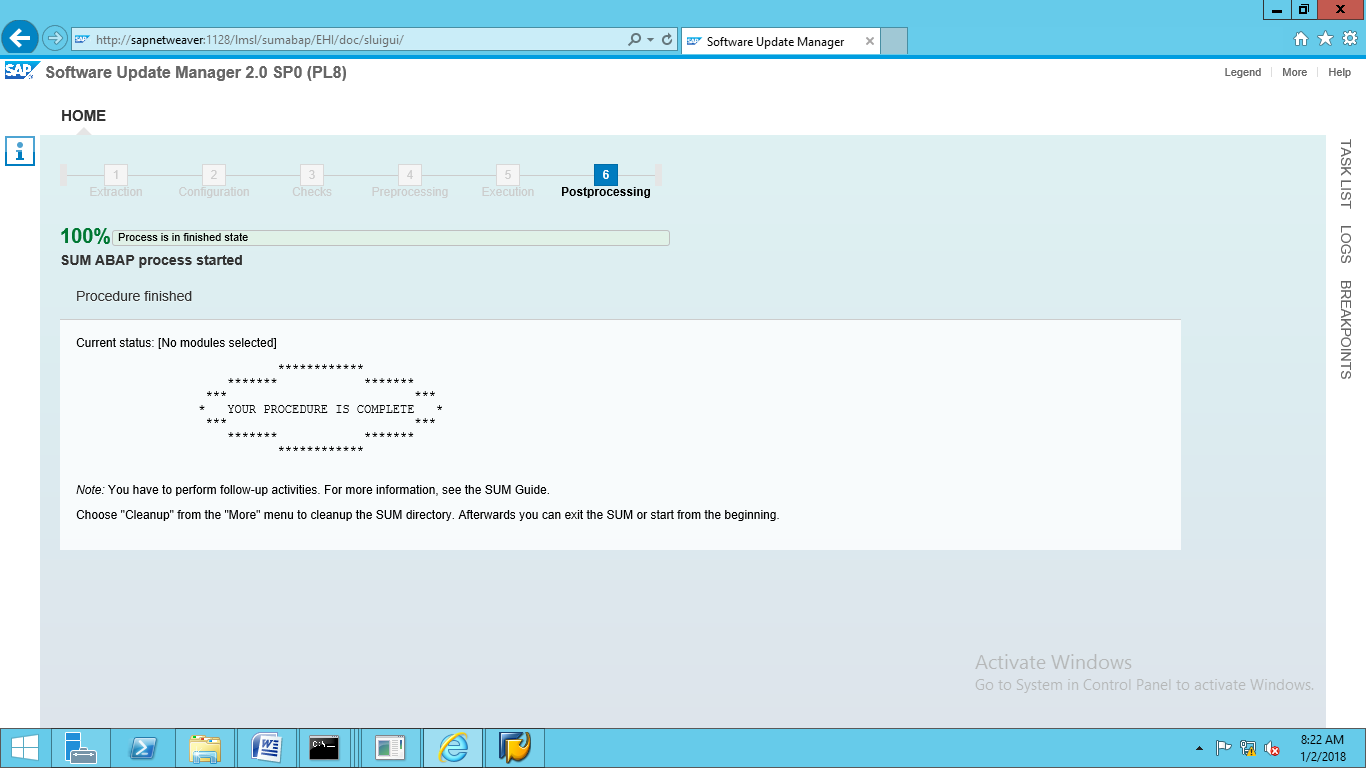 http://sapnetweaver:1128/lmsl/sumabap/EHI/doc/sluigui/
Software Update Manager
SAP Software Update Manager 2.0 SP0 (PL8)
Legend More Help
HOME
1 2 3 4 5 6
Extraction Configuration Checks Preprocessing Execution Postprocessing
100% Process is in finished state
SUM ABAP process started
Procedure finished
Current status: [No modules selected]
************
******* *******
*** ***
* YOUR PROCEDURE IS COMPLETE *
*** ***
******* *******
************
Note: You have to perform follow-up activities. For more information, see the SUM Guide.
Choose "Cleanup" from the "More" menu to cleanup the SUM directory. Afterwards you can exit the SUM or start from the beginning.
TASK LIST
LOGS
BREAKPOINTS
Activate Windows
Go to System in Control Panel to activate Windows.
8:22 AM
1/2/2018